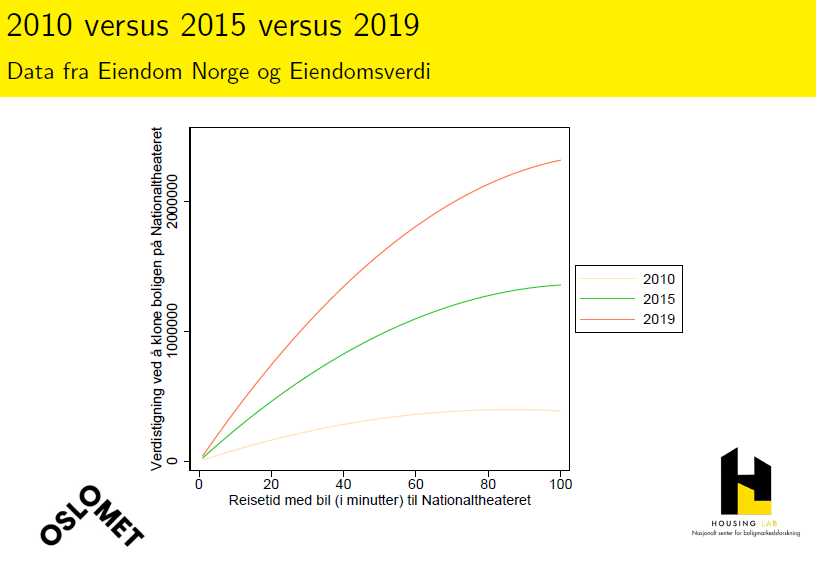 2010 versus 2015 versus 2019
Data fra Eiendom Norge og Eiendomsverdi
Verdistigning ved å klone boligen på Nationaltheateret
2000000
1000000
0
0 20 40 60 80 100
Reisetid med bil (i minutter) til Nationaltheateret
2010
2015
2019
OSLOMET
HOUSING LAB
Nasjonalt senter for boligmarkedsforskning